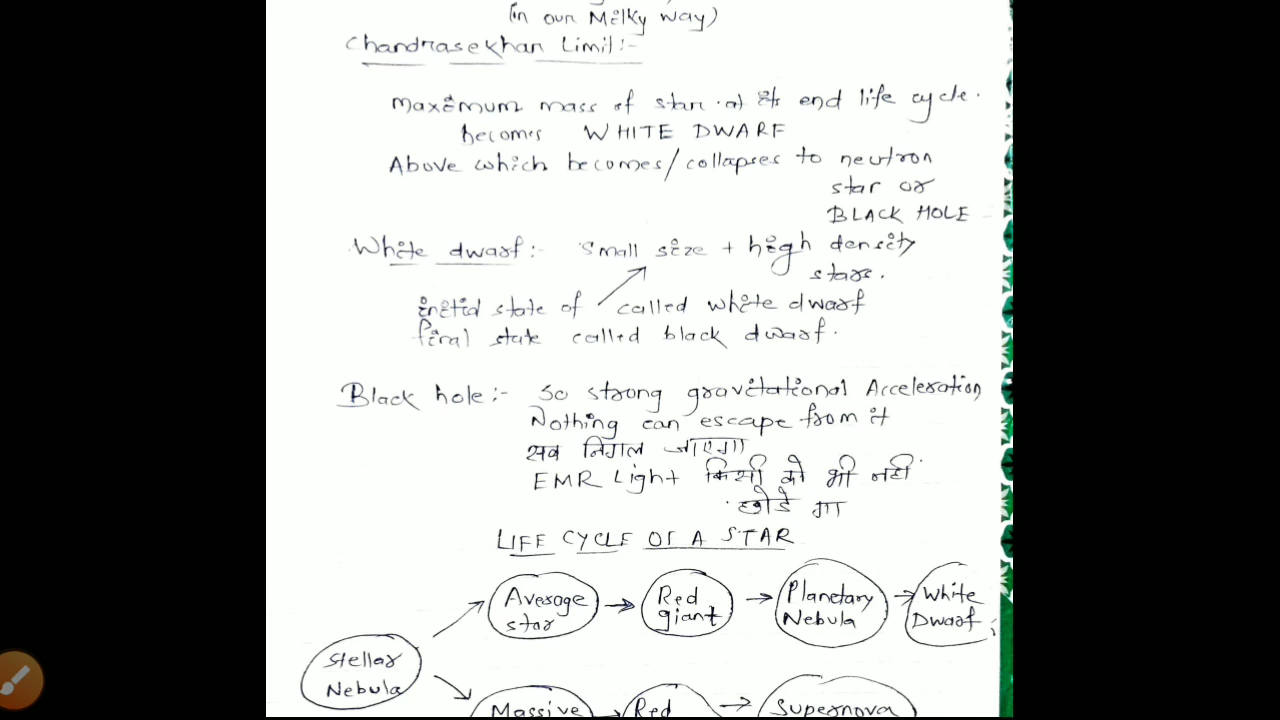 (in our Milky way)
Chandrasekhar Limit:-
Maximum mass of star at its end life cycle.
becomes WHITE DWARF
Above which becomes/collapses to neutron
star or
BLACK HOLE
White dwarf:- Small size + high density
stars.
initial state of called white dwarf
final state called black dwarf.
Black hole:- So strong gravitational Acceleration
Nothing can escape from it
सब निगल जाएगा
EMR Light किसी को भी नहीं
छोडे गा
LIFE CYCLE OF A STAR
Average star → Red giant → Planetary Nebula → White Dwarf
Stellar Nebula
Massive Red → Supernova